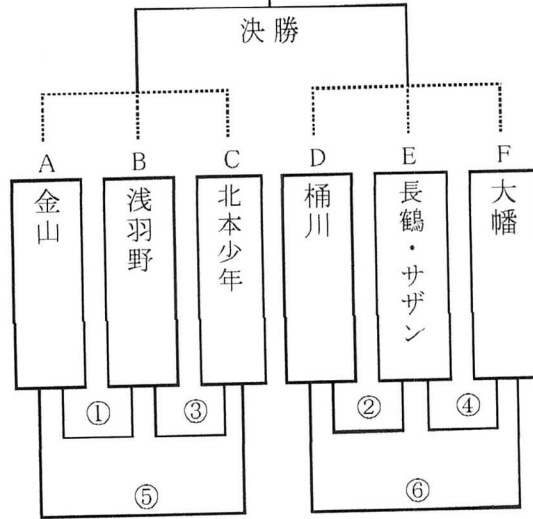 決勝
A B C D E F
金山
浅羽野
北本少年
桶川
長鶴・サザン
大幡
① ③ ② ④
⑤ ⑥